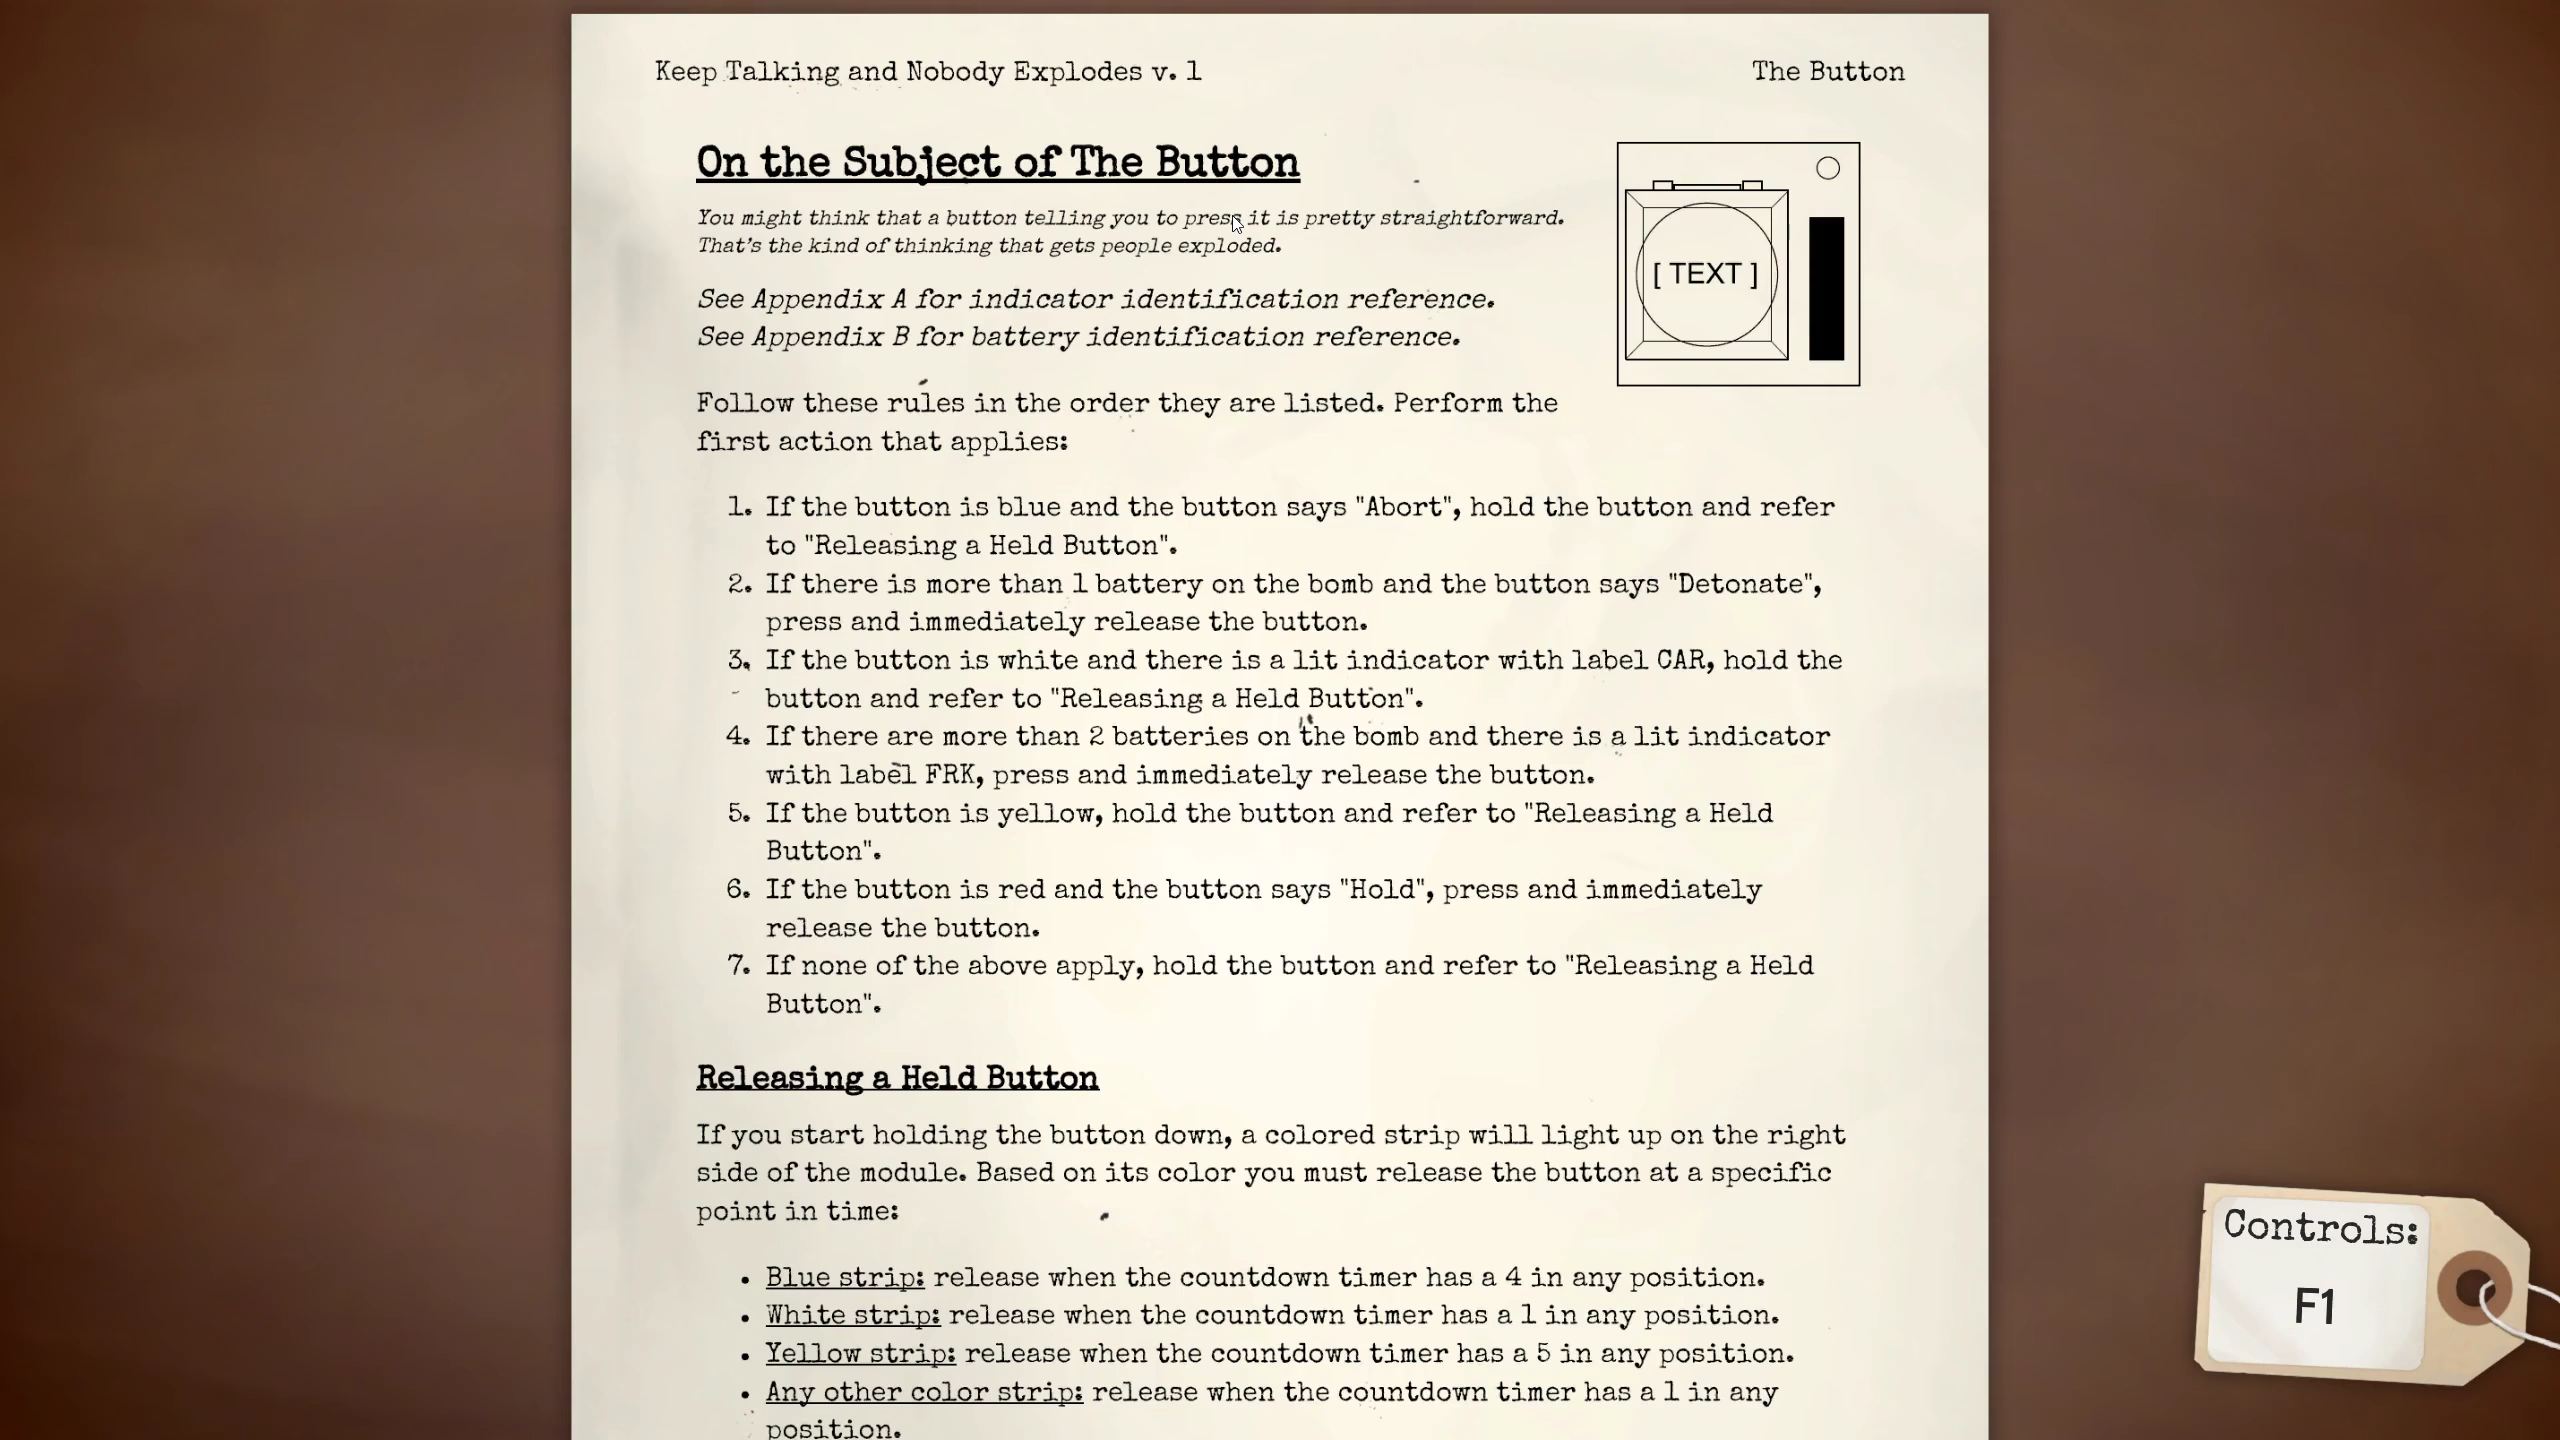 Keep Talking and Nobody Explodes v. 1
The Button
On the Subject of The Button
You might think that a button telling you to press it is pretty straightforward.
That's the kind of thinking that gets people exploded.
See Appendix A for indicator identification reference.
See Appendix B for battery identification reference.
[ TEXT ]
Follow these rules in the order they are listed. Perform the
first action that applies:
1. If the button is blue and the button says "Abort", hold the button and refer
to "Releasing a Held Button".
2. If there is more than 1 battery on the bomb and the button says "Detonate",
press and immediately release the button.
3. If the button is white and there is a lit indicator with label CAR, hold the
button and refer to "Releasing a Held Button".
4. If there are more than 2 batteries on the bomb and there is a lit indicator
with label FRK, press and immediately release the button.
5. If the button is yellow, hold the button and refer to "Releasing a Held
Button".
6. If the button is red and the button says "Hold", press and immediately
release the button.
7. If none of the above apply, hold the button and refer to "Releasing a Held
Button".
Releasing a Held Button
If you start holding the button down, a colored strip will light up on the right
side of the module. Based on its color you must release the button at a specific
point in time:
• Blue strip: release when the countdown timer has a 4 in any position.
• White strip: release when the countdown timer has a 1 in any position.
• Yellow strip: release when the countdown timer has a 5 in any position.
• Any other color strip: release when the countdown timer has a 1 in any
position.
Controls:
F1